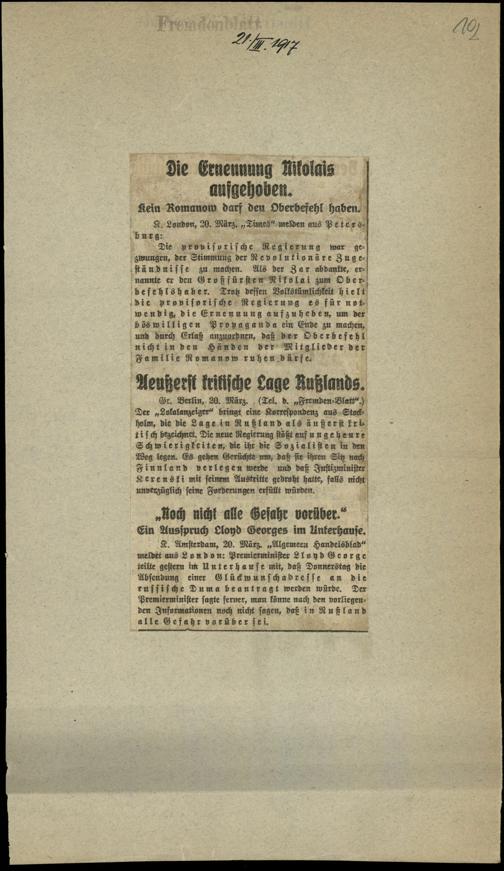 Fremdenblatt
21./III. 1917
102
Die Ernennung Nikolais
aufgehoben.
Kein Romanow darf den Oberbefehl haben.
K. London, 20. März. „Times“ melden aus Peters-
burg:
Die provisorische Regierung war ge-
zwungen, der Stimmung der Revolutionäre Zuge-
ständnisse zu machen. Als der Zar abdankte, er-
nannte er den Großfürsten Nikolai zum Ober-
befehlshaber. Trotz dessen Volkstümlichkeit hielt
die provisorische Regierung es für not-
wendig, die Ernennung aufzuheben, um der
böswilligen Propaganda ein Ende zu machen,
und durch Erlaß anzuordnen, daß der Oberbefehl
nicht in den Händen der Mitglieder der
Familie Romanow ruhen dürfe.
Aeußerst kritische Lage Rußlands.
Gr. Berlin, 20. März. (Tel. d. „Fremden-Blatt“.)
Der „Lokalanzeiger“ bringt eine Korrespondenz aus Stock-
holm, die die Lage in Rußland als äußerst kri-
tisch bezeichnet. Die neue Regierung stößt auf ungeheure
Schwierigkeiten, die ihr die Sozialisten in den
Weg legen. Es gehen Gerüchte um, daß sie ihren Sitz nach
Finnland verlegen werde und daß Justizminister
Kerenski mit seinem Austritte gedroht hatte, falls nicht
unverzüglich seine Forderungen erfüllt würden.
„Noch nicht alle Gefahr vorüber.“
Ein Ausspruch Lloyd Georges im Unterhause.
K. Amsterdam, 20. März. „Algemeen Handelsblad“
meldet aus London: Premierminister Lloyd George
teilte gestern im Unterhause mit, daß Donnerstag die
Absendung einer Glückwunschadresse an die
russische Duma beantragt werden würde. Der
Premierminister sagte ferner, man könne nach den vorliegen-
den Informationen noch nicht sagen, daß in Rußland
alle Gefahr vorüber sei.